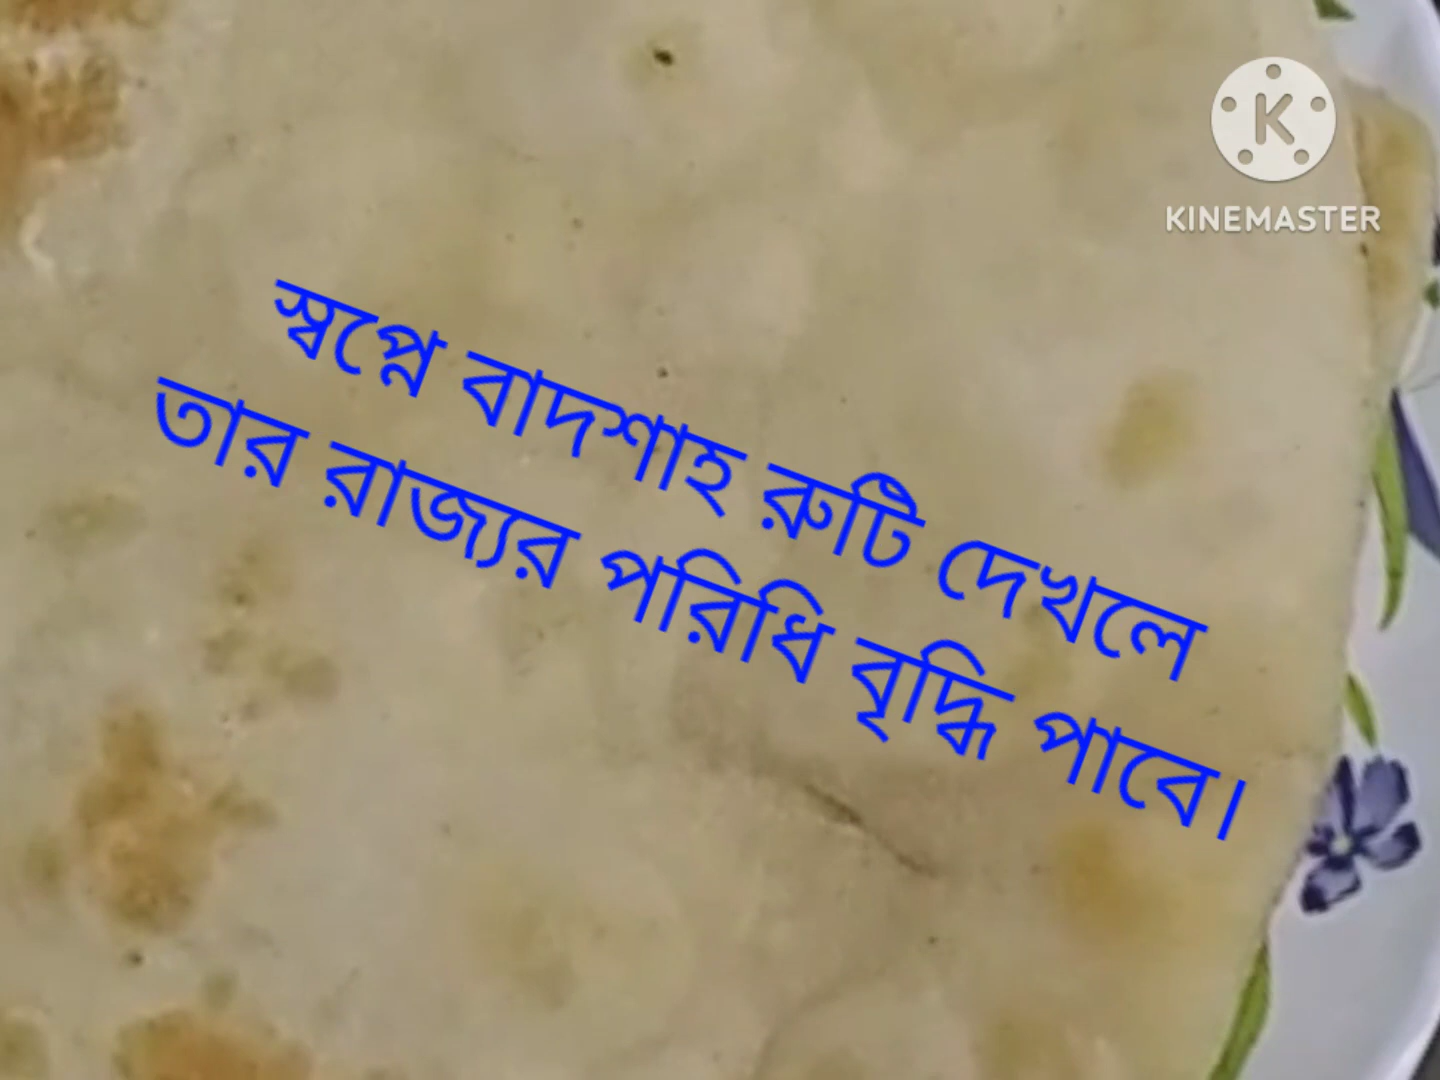 KINEMASTER
স্বপ্নে বাদশাহ রুটি দেখলে
তার রাজ্যর পরিধি বৃদ্ধি পাবে।